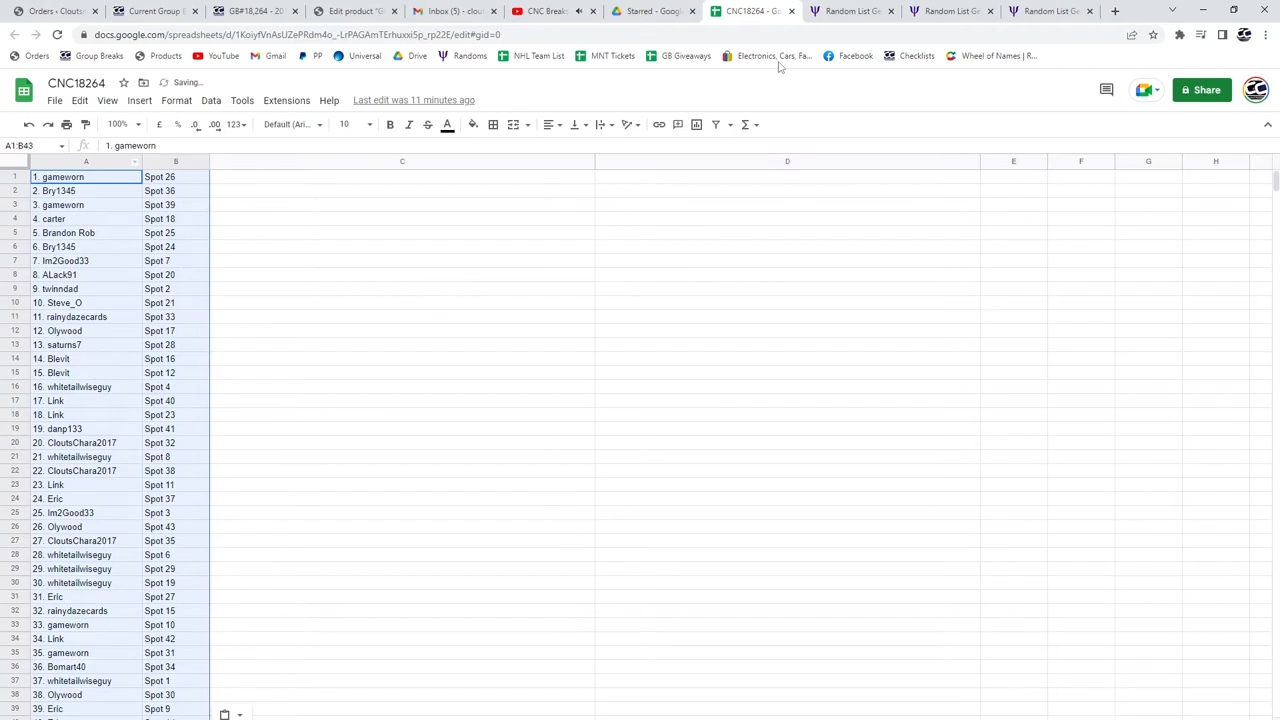 Orders ‹ Clouts
Current Group
GB#18264 - 20
Edit product "G
Inbox (5) - clout
CNC Breaks
Starred - Google
CNC18264 - Go
Random List Ge
Random List Ge
Random List Ge
docs.google.com/spreadsheets/d/1KoiyfVnAsUZePRdm4o_-LrPAGAmTErhuxxi5p_rp22E/edit#gid=0
Orders
Group Breaks
Products
YouTube
Gmail
PP
Universal
Drive
Randoms
NHL Team List
MNT Tickets
GB Giveaways
Electronics, Cars, Fa...
Facebook
Checklists
Wheel of Names | R...
CNC18264
Saving...
File Edit View Insert Format Data Tools Extensions Help Last edit was 11 minutes ago
Share
100% £ % .0 .00 123 Default (Ari... 10 B I S A
A1:B43 fx 1. gameworn
A B C D E F G H
1 1. gameworn Spot 26
2 2. Bry1345 Spot 36
3 3. gameworn Spot 39
4 4. carter Spot 18
5 5. Brandon Rob Spot 25
6 6. Bry1345 Spot 24
7 7. Im2Good33 Spot 7
8 8. ALack91 Spot 20
9 9. twinndad Spot 2
10 10. Steve_O Spot 21
11 11. rainydazecards Spot 33
12 12. Olywood Spot 17
13 13. saturns7 Spot 28
14 14. Blevit Spot 16
15 15. Blevit Spot 12
16 16. whitetailwiseguy Spot 4
17 17. Link Spot 40
18 18. Link Spot 23
19 19. danp133 Spot 41
20 20. CloutsChara2017 Spot 32
21 21. whitetailwiseguy Spot 8
22 22. CloutsChara2017 Spot 38
23 23. Link Spot 11
24 24. Eric Spot 37
25 25. Im2Good33 Spot 3
26 26. Olywood Spot 43
27 27. CloutsChara2017 Spot 35
28 28. whitetailwiseguy Spot 6
29 29. whitetailwiseguy Spot 29
30 30. whitetailwiseguy Spot 19
31 31. Eric Spot 27
32 32. rainydazecards Spot 15
33 33. gameworn Spot 10
34 34. Link Spot 42
35 35. gameworn Spot 31
36 36. Bomart40 Spot 34
37 37. whitetailwiseguy Spot 1
38 38. Olywood Spot 30
39 39. Eric Spot 9